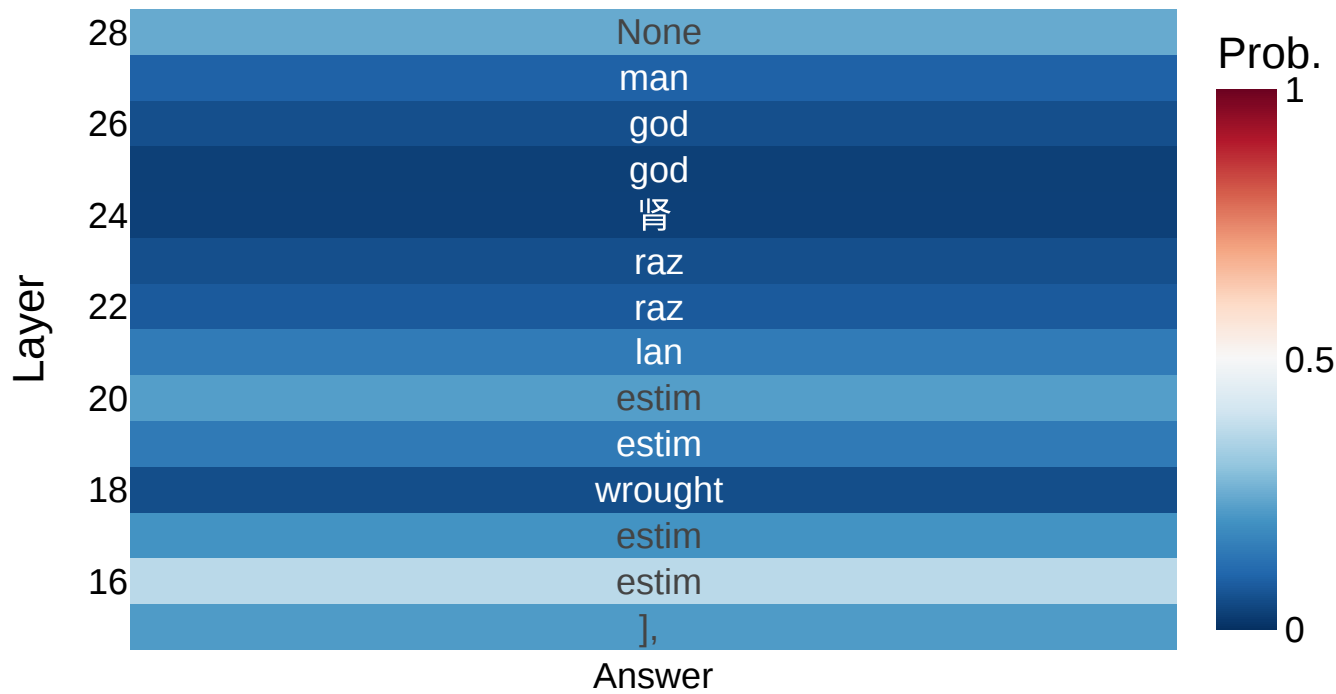 28 None
man
26 god
god
24 肾
raz
22 raz
lan
20 estim
estim
18 wrought
estim
16 estim
],
Answer
Layer
Prob.
1
0.5
0